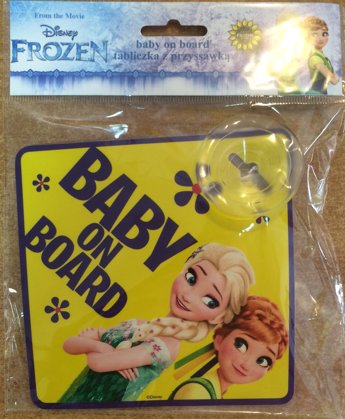 From the Movie
Disney
FROZEN
baby on board
tabliczka z przyssawką
BABY
ON
BOARD
©Disney